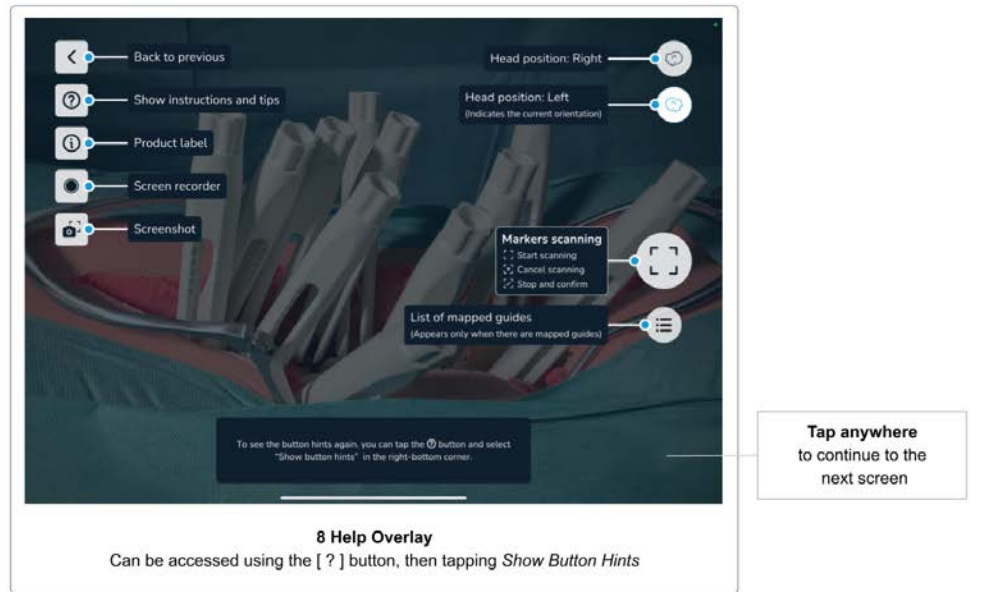 Back to previous
Show instructions and tips
Product label
Screen recorder
Screenshot
Head position: Right
Head position: Left
(Indicates the current orientation)
Markers scanning
Start scanning
Cancel scanning
Stop and confirm
List of mapped guides
(Appears only when there are mapped guides)
To see the button hints again, you can tap the ? button and select
"Show button hints" in the right-bottom corner.
Tap anywhere
to continue to the
next screen
8 Help Overlay
Can be accessed using the [ ? ] button, then tapping Show Button Hints